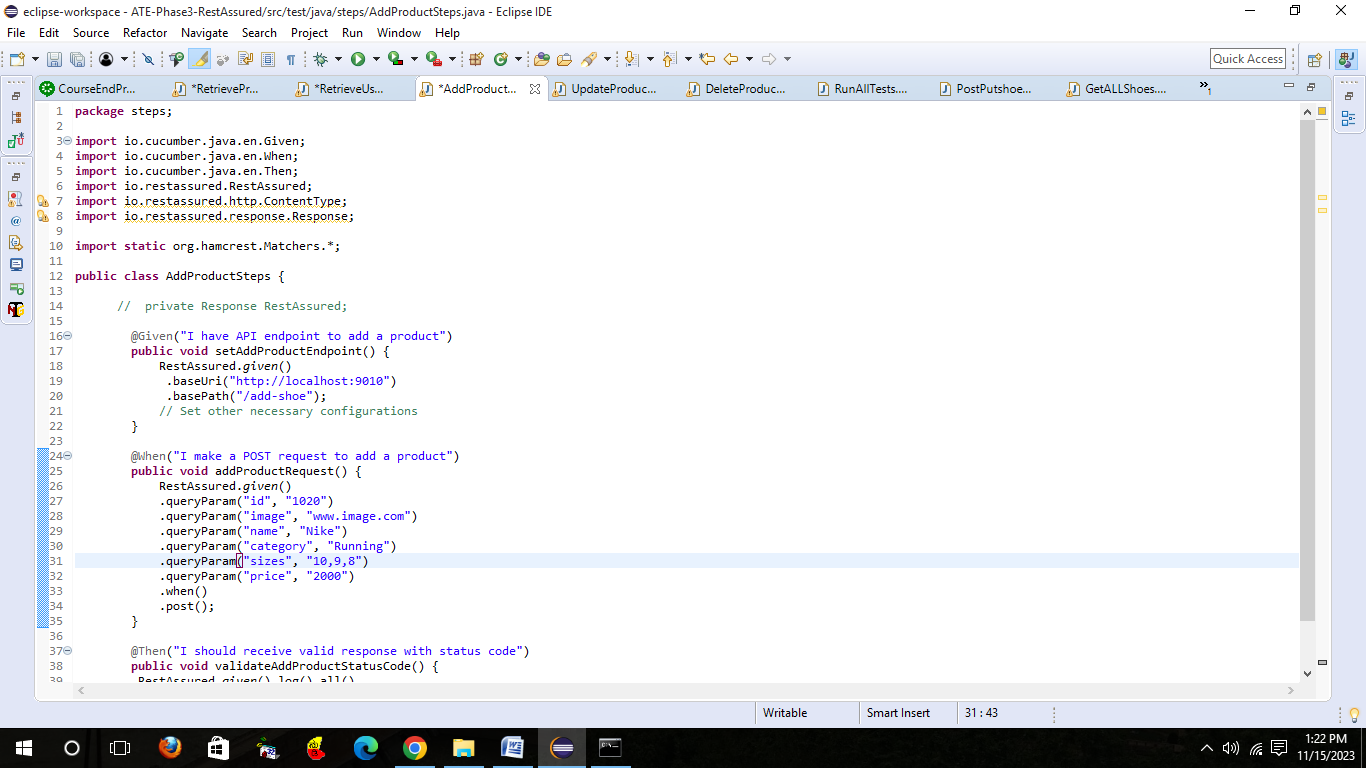 eclipse-workspace - ATE-Phase3-RestAssured/src/test/java/steps/AddProductSteps.java - Eclipse IDE
File Edit Source Refactor Navigate Search Project Run Window Help
Quick Access
CourseEndPr... *RetrievePr... *RetrieveUs... *AddProduct... UpdateProduc... DeleteProduc... RunAllTests.... PostPutshoe... GetALLShoes.... »1
1 package steps;
2
3 import io.cucumber.java.en.Given;
4 import io.cucumber.java.en.When;
5 import io.cucumber.java.en.Then;
6 import io.restassured.RestAssured;
7 import io.restassured.http.ContentType;
8 import io.restassured.response.Response;
9
10 import static org.hamcrest.Matchers.*;
11
12 public class AddProductSteps {
13
14 // private Response RestAssured;
15
16 @Given("I have API endpoint to add a product")
17 public void setAddProductEndpoint() {
18 RestAssured.given()
19 .baseUri("http://localhost:9010")
20 .basePath("/add-shoe");
21 // Set other necessary configurations
22 }
23
24 @When("I make a POST request to add a product")
25 public void addProductRequest() {
26 RestAssured.given()
27 .queryParam("id", "1020")
28 .queryParam("image", "www.image.com")
29 .queryParam("name", "Nike")
30 .queryParam("category", "Running")
31 .queryParam("sizes", "10,9,8")
32 .queryParam("price", "2000")
33 .when()
34 .post();
35 }
36
37 @Then("I should receive valid response with status code")
38 public void validateAddProductStatusCode() {
39 RestAssured.given().log().all()
Writable Smart Insert 31 : 43
1:22 PM
11/15/2023